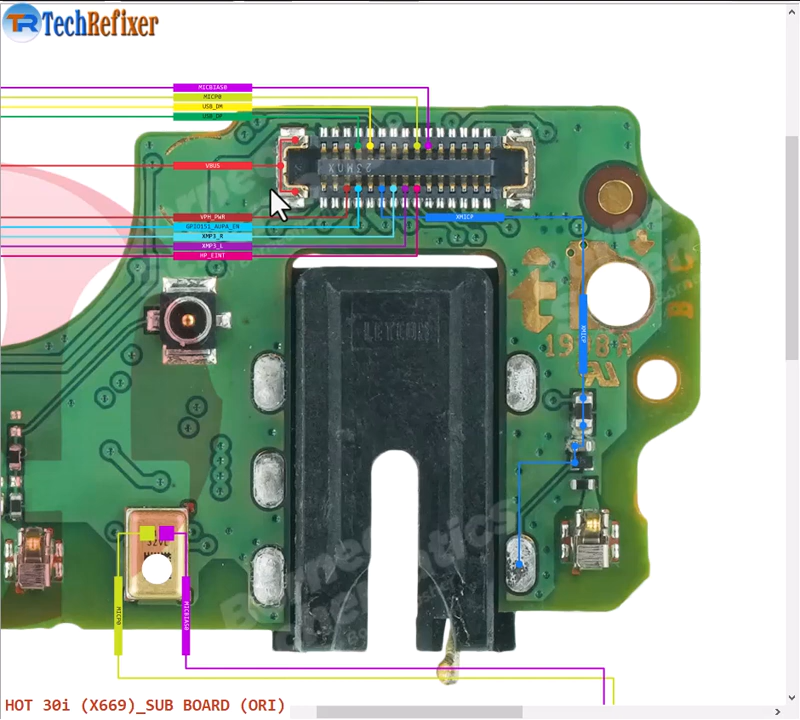 TechRefixer
MICBIAS0
MICP0
USB_DM
USB_DP
VBUS
23MAX
VPH_PWR
GPIO151_AUPA_EN
XMP3_R
XMP3_L
HP_EINT
XMICP
XMICP
MICP0
MICBIAS0
HOT 30i (X669)_SUB BOARD (ORI)